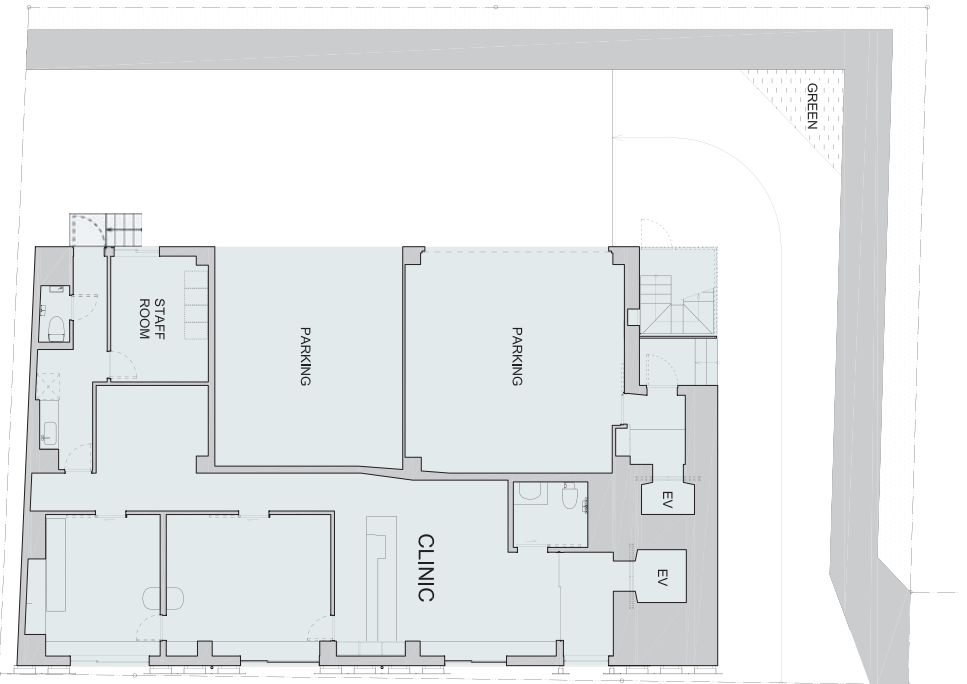 GREEN
STAFF
ROOM
PARKING
PARKING
EV
CLINIC
EV